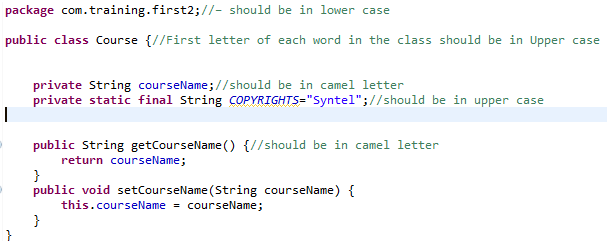 package com.training.first2;//- should be in lower case
public class Course {//First letter of each word in the class should be in Upper case
private String courseName;//should be in camel letter
private static final String COPYRIGHTS="Syntel";//should be in upper case
public String getCourseName() {//should be in camel letter
return courseName;
}
public void setCourseName(String courseName) {
this.courseName = courseName;
}
}